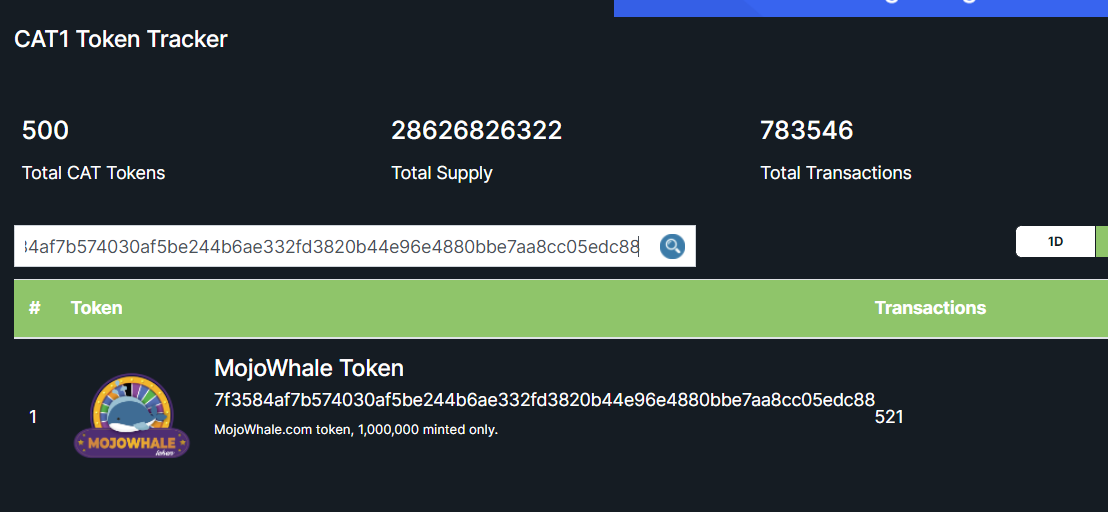 CAT1 Token Tracker
500
28626826322
783546
Total CAT Tokens
Total Supply
Total Transactions
34af7b574030af5be244b6ae332fd3820b44e96e4880bbe7aa8cc05edc88
1D
# Token Transactions
MojoWhale Token
7f3584af7b574030af5be244b6ae332fd3820b44e96e4880bbe7aa8cc05edc88
1
521
MojoWhale.com token, 1,000,000 minted only.
MOJOWHALE
token